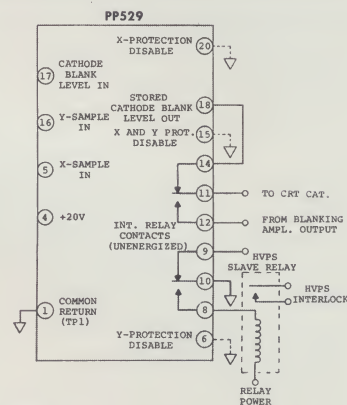 PP529
X-PROTECTION
DISABLE
20
17
CATHODE
BLANK
LEVEL IN
STORED
CATHODE BLANK
LEVEL OUT
18
16
Y-SAMPLE
IN
X AND Y PROT.
DISABLE
15
14
5
X-SAMPLE
IN
11
TO CRT CAT.
4
+20V
12
FROM BLANKING
AMPL. OUTPUT
INT. RELAY
CONTACTS
(UNENERGIZED)
9
HVPS
SLAVE RELAY
10
HVPS
INTERLOCK
1
COMMON
RETURN
(TP1)
8
Y-PROTECTION
DISABLE
6
RELAY
POWER